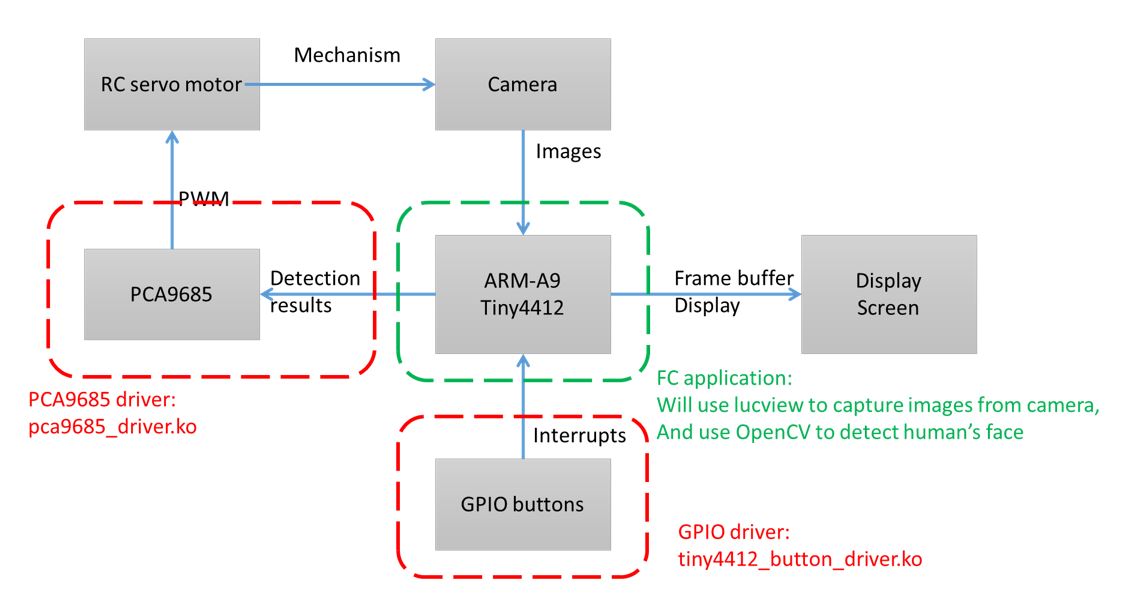 Mechanism
RC servo motor
Camera
Images
PWM
PCA9685
Detection
results
ARM-A9
Tiny4412
Frame buffer
Display
Display
Screen
PCA9685 driver:
pca9685_driver.ko
FC application:
Will use lucview to capture images from camera,
And use OpenCV to detect human's face
Interrupts
GPIO buttons
GPIO driver:
tiny4412_button_driver.ko